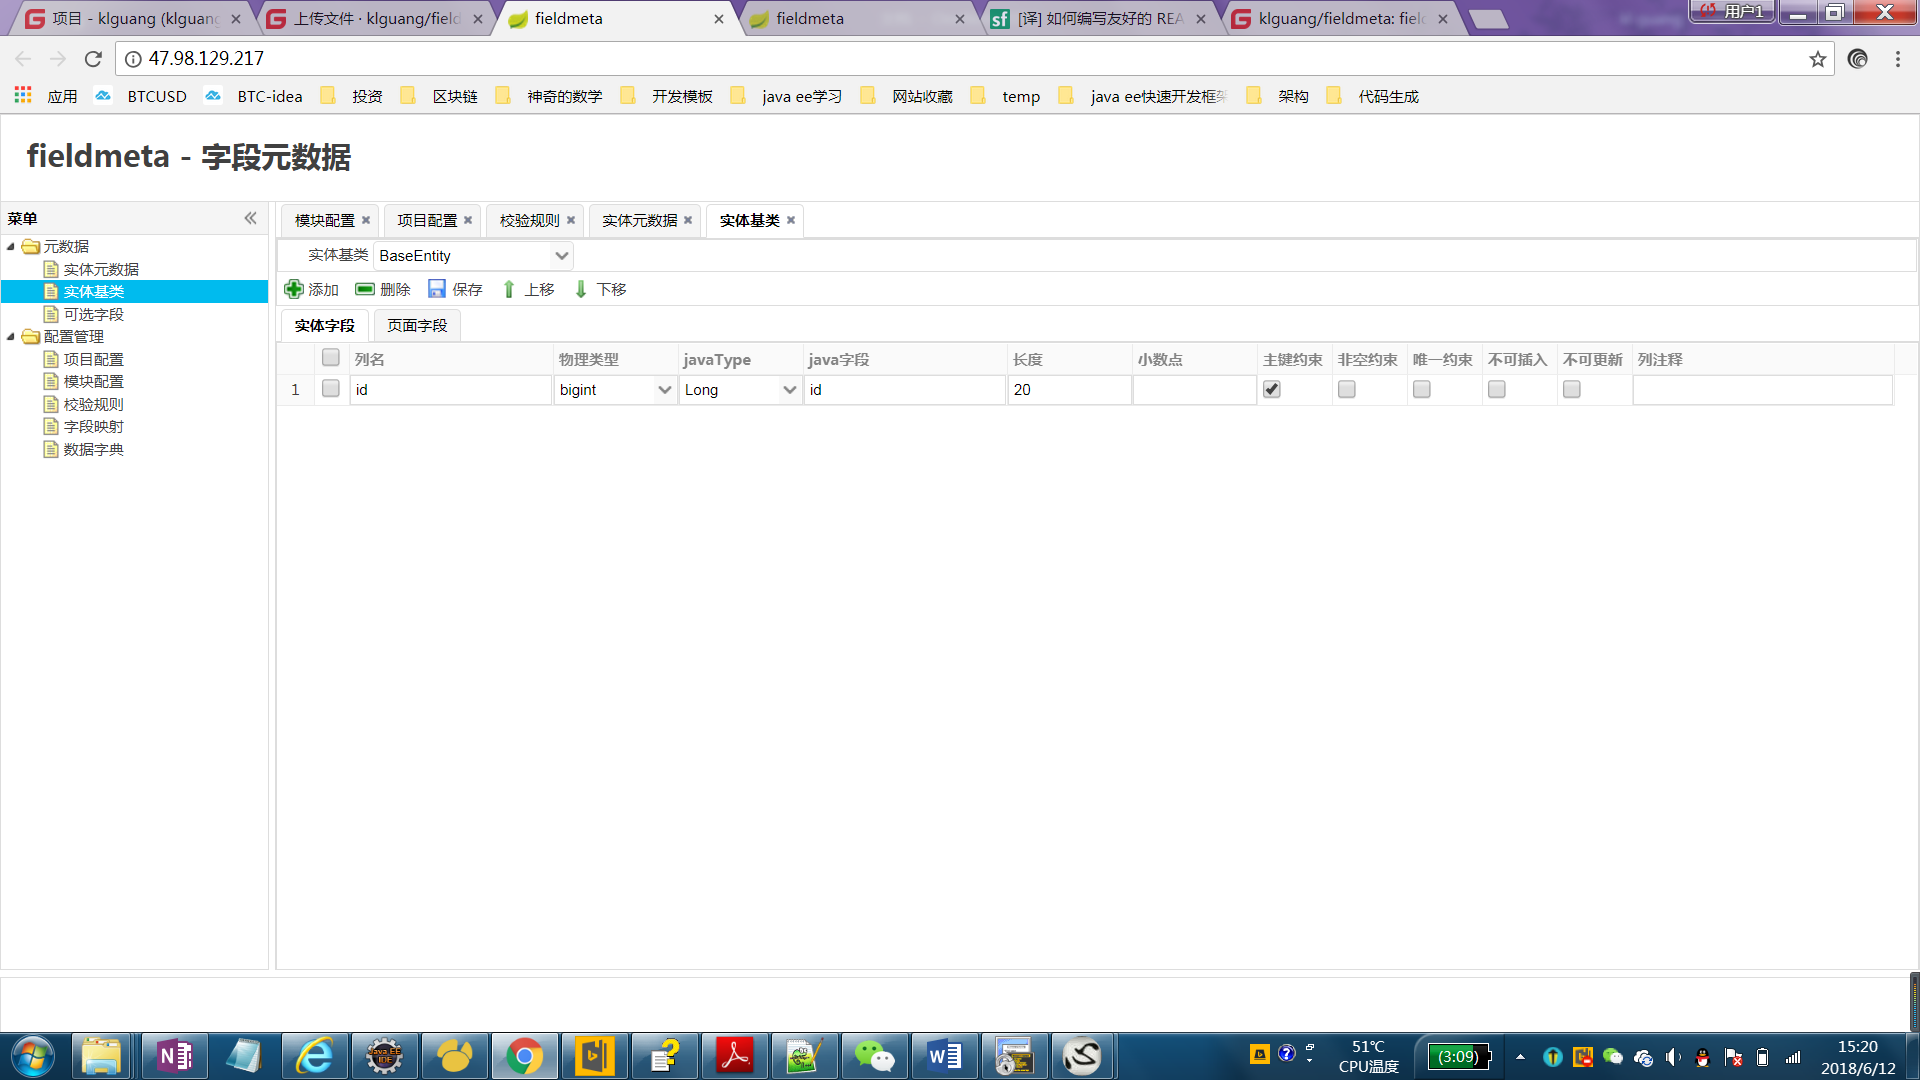 项目 - klguang (klguang
上传文件 · klguang/field
fieldmeta
fieldmeta
[译] 如何编写友好的 REA
klguang/fieldmeta: field
用户1
47.98.129.217
应用
BTCUSD
BTC-idea
投资
区块链
神奇的数学
开发模板
java ee学习
网站收藏
temp
java ee快速开发框架
架构
代码生成
fieldmeta - 字段元数据
菜单
元数据
实体元数据
实体基类
可选字段
配置管理
项目配置
模块配置
校验规则
字段映射
数据字典
模块配置
项目配置
校验规则
实体元数据
实体基类
实体基类
BaseEntity
添加
删除
保存
上移
下移
实体字段
页面字段
列名
物理类型
javaType
java字段
长度
小数点
主键约束
非空约束
唯一约束
不可插入
不可更新
列注释
1
id
bigint
Long
id
20
51℃
CPU温度
(3:09)
15:20
2018/6/12